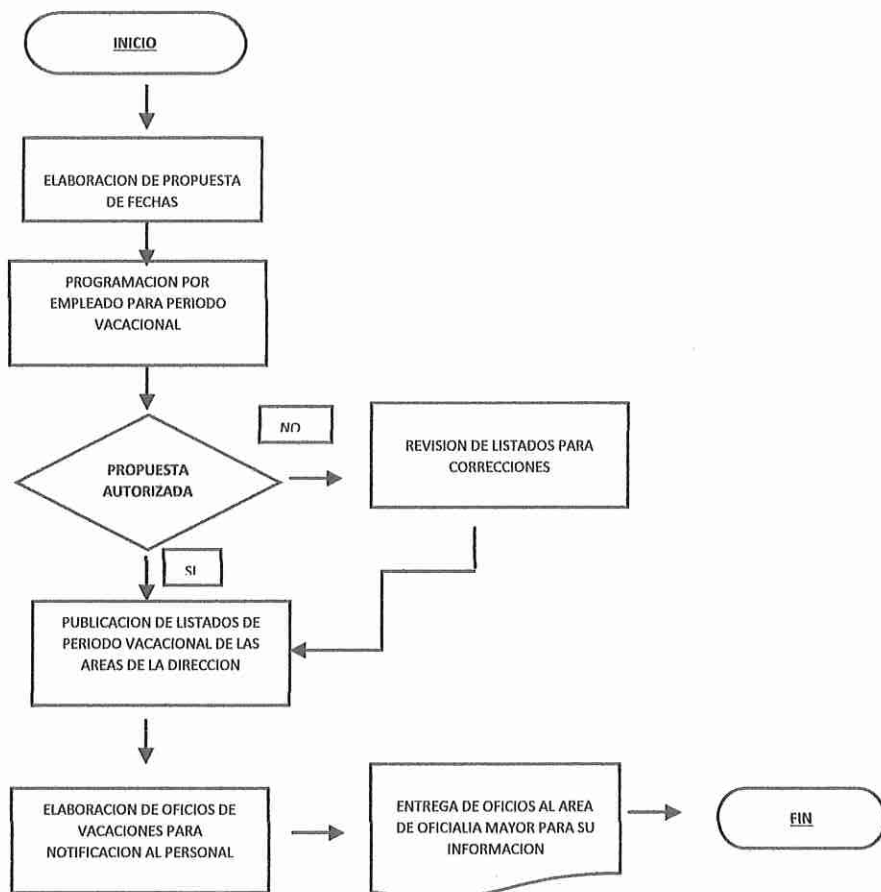 INICIO
ELABORACION DE PROPUESTA
DE FECHAS
PROGRAMACION POR
EMPLEADO PARA PERIODO
VACACIONAL
PROPUESTA
AUTORIZADA
NO
REVISION DE LISTADOS PARA
CORRECCIONES
SI
PUBLICACION DE LISTADOS DE
PERIODO VACACIONAL DE LAS
AREAS DE LA DIRECCION
ELABORACION DE OFICIOS DE
VACACIONES PARA
NOTIFICACION AL PERSONAL
ENTREGA DE OFICIOS AL AREA
DE OFICIALIA MAYOR PARA SU
INFORMACION
FIN